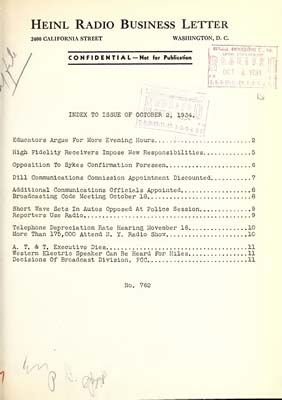 HEINL RADIO BUSINESS LETTER
2400 CALIFORNIA STREET WASHINGTON, D. C.
CONFIDENTIAL—Not for Publication
OCT 4 1934
INDEX TO ISSUE OF OCTOBER 2, 1934.
Educators Argue For More Evening Hours.....2
High Fidelity Receivers Impose New Responsibilities.....5
Opposition To Sykes Confirmation Foreseen.....6
Dill Communications Commission Appointment Discounted.....7
Additional Communications Officials Appointed.....8
Broadcasting Code Meeting October 18.....8
Short Wave Sets In Autos Opposed At Police Session.....9
Reporters Use Radio.....9
Telephone Depreciation Rate Hearing November 16.....10
More Than 175,000 Attend N. Y. Radio Show.....10
A. T. & T. Executive Dies.....11
Western Electric Speaker Can Be Heard For Miles.....11
Decisions Of Broadcast Division, FCC.....11
No. 762